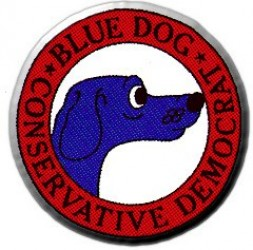 ★ BLUE DOG ★
CONSERVATIVE DEMOCRAT